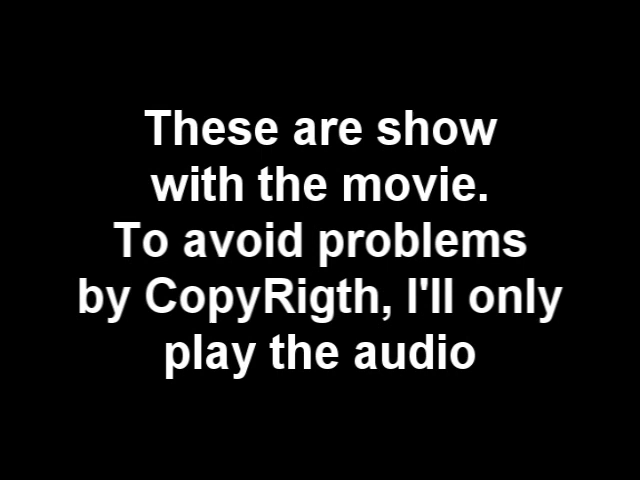 These are show
with the movie.
To avoid problems
by CopyRigth, I'll only
play the audio